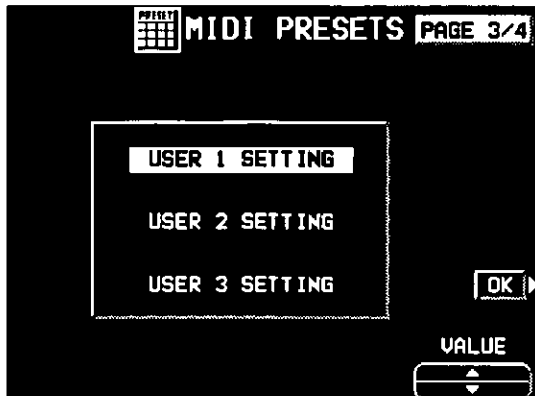 PRESET
MIDI PRESETS PAGE 3/4
USER 1 SETTING
USER 2 SETTING
USER 3 SETTING
OK
VALUE